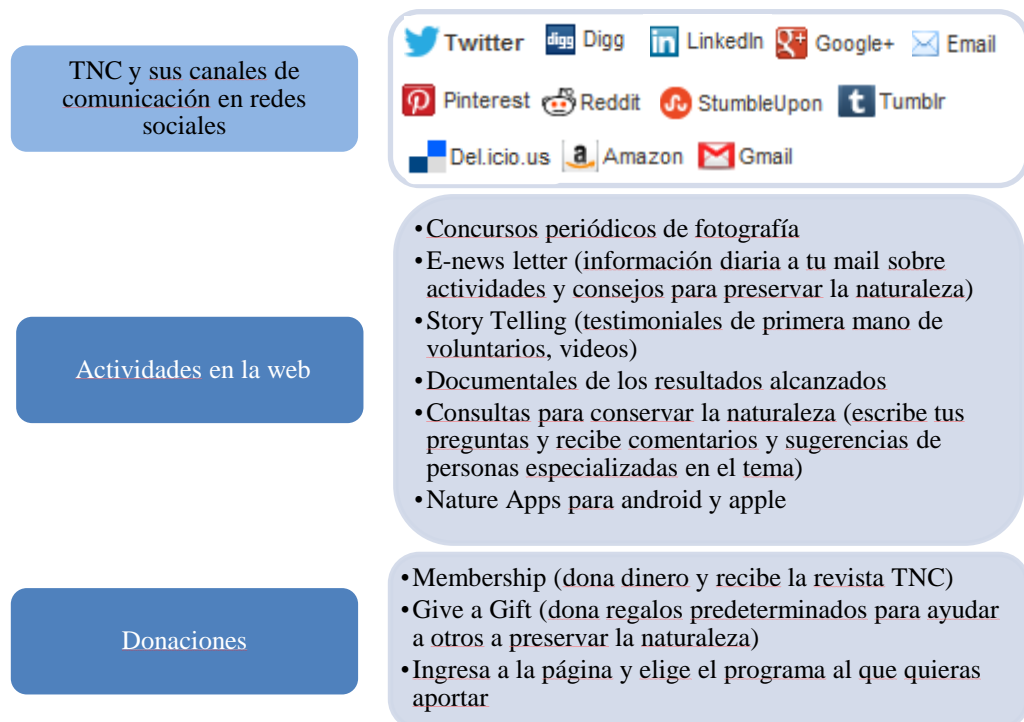 TNC y sus canales de
comunicación en redes
sociales
Twitter digg Digg in LinkedIn Google+ Email
Pinterest Reddit StumbleUpon t Tumblr
Del.icio.us a Amazon Gmail
Actividades en la web
•Concursos periódicos de fotografía
•E-news letter (información diaria a tu mail sobre
actividades y consejos para preservar la naturaleza)
•Story Telling (testimoniales de primera mano de
voluntarios, videos)
•Documentales de los resultados alcanzados
•Consultas para conservar la naturaleza (escribe tus
preguntas y recibe comentarios y sugerencias de
personas especializadas en el tema)
•Nature Apps para android y apple
Donaciones
•Membership (dona dinero y recibe la revista TNC)
•Give a Gift (dona regalos predeterminados para ayudar
a otros a preservar la naturaleza)
•Ingresa a la página y elige el programa al que quieras
aportar